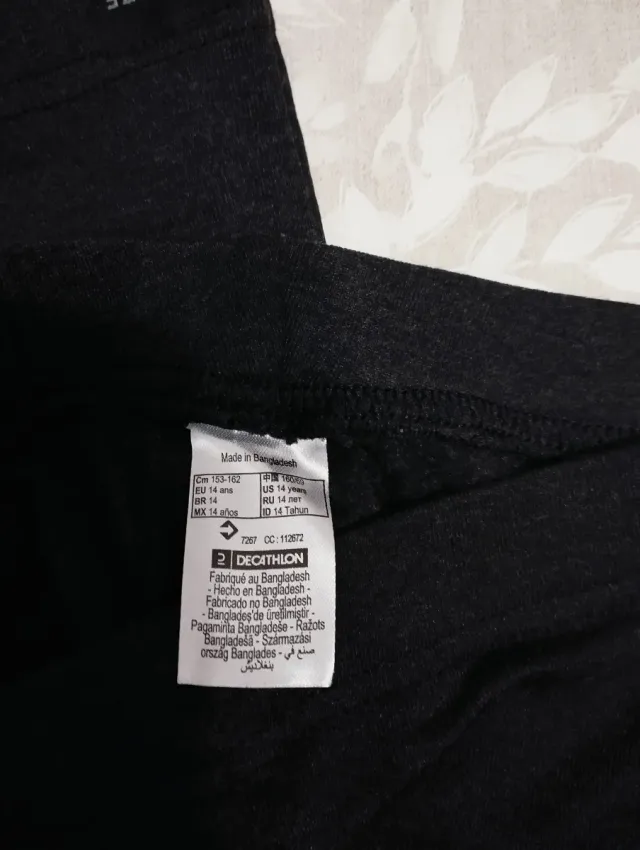 Made in Bangladesh
Cm 153-162 中国 160/69
EU 14 ans US 14 years
BR 14 RU 14 лет
MX 14 años ID 14 Tahun
7267 CC : 112672
DECATHLON
Fabriqué au Bangladesh
- Hecho en Bangladesh -
Fabricado no Bangladesh
- Bangladeş'de üretilmiştir -
Pagaminta Bangladeše - Ražots
Bangladešā - Származási
ország Banglades - صنع في
بنغلاديش